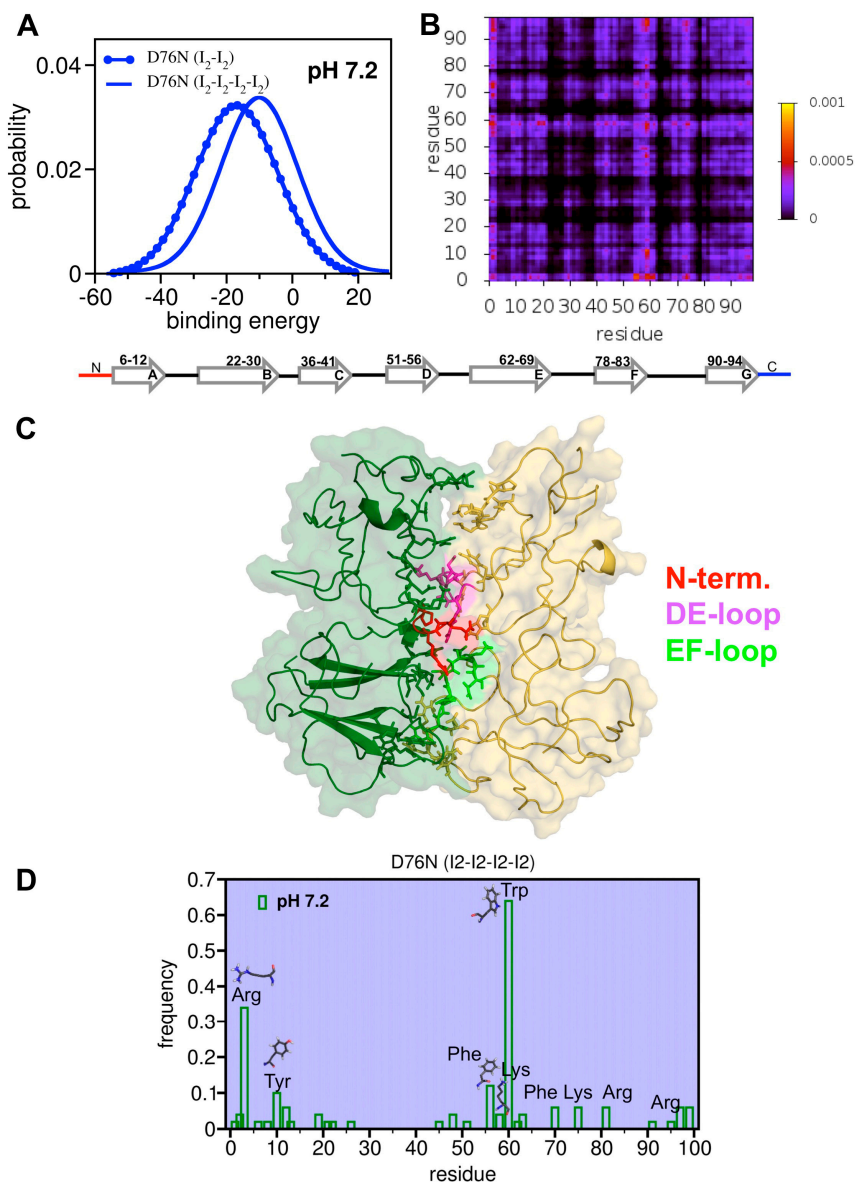 A
D76N (I2-I2)
D76N (I2-I2-I2-I2)
pH 7.2
0.04
0.02
0
probability
-60 -40 -20 0 20
binding energy
B
90
80
70
60
50
40
30
20
10
0
residue
0 10 20 30 40 50 60 70 80 90
residue
0.001
0.0005
0
N 6-12 A 22-30 B 36-41 C 51-56 D 62-69 E 78-83 F 90-94 G C
C
N-term.
DE-loop
EF-loop
D
D76N (I2-I2-I2-I2)
pH 7.2
0.7
0.6
0.5
0.4
0.3
0.2
0.1
0
frequency
Arg
Tyr
Phe
Trp
Lys
Phe Lys Arg
Arg
0 10 20 30 40 50 60 70 80 90 100
residue